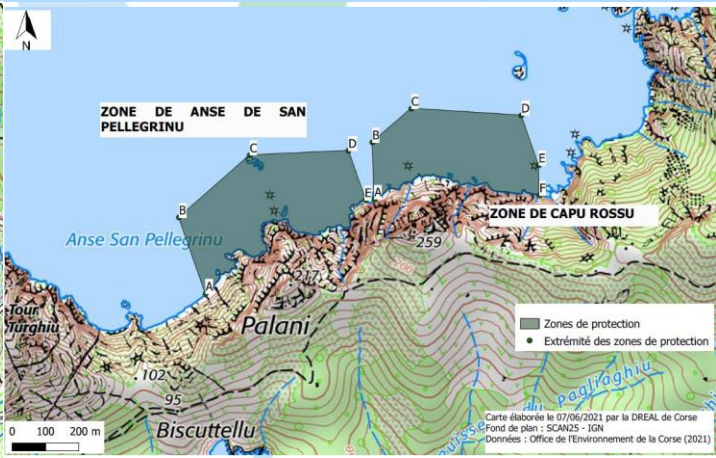 N
ZONE DE ANSE DE SAN
PELLEGRINU
C
D
B
E
A
C
D
B
E
A
F
ZONE DE CAPU ROSSU
Anse San Pellegrinu
259
217
Tour
Turghiu
Palani
102
95
Biscuttellu
Zones de protection
Extrémité des zones de protection
0 100 200 m
Pagliaghiu
Carte élaborée le 07/06/2021 par la DREAL de Corse
Fond de plan : SCAN25 - IGN
Données : Office de l'Environnement de la Corse (2021)